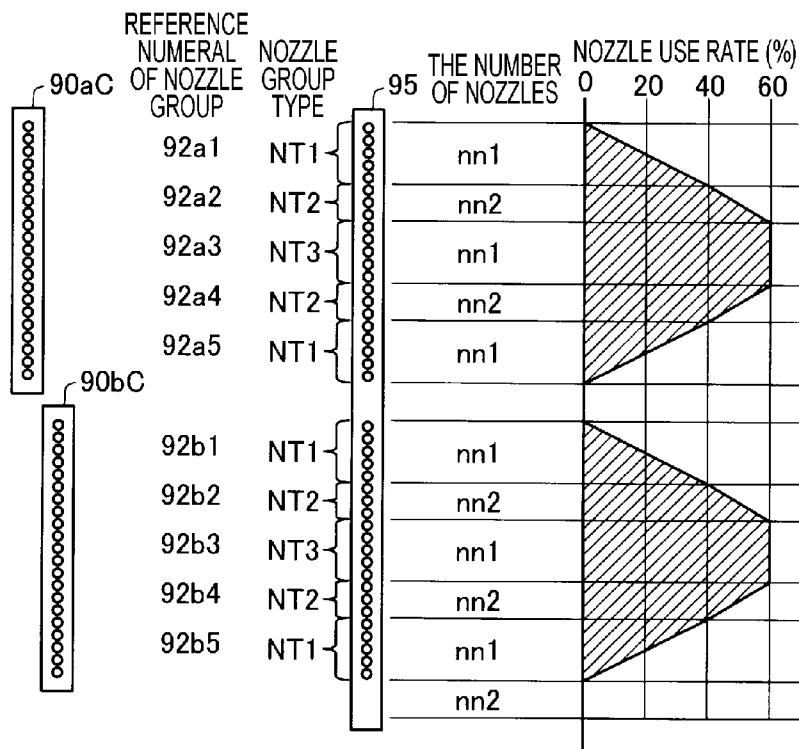 REFERENCE NUMERAL OF NOZZLE GROUP
NOZZLE GROUP TYPE
THE NUMBER OF NOZZLES
NOZZLE USE RATE (%)
0 20 40 60
90aC
95
92a1 NT1 nn1
92a2 NT2 nn2
92a3 NT3 nn1
92a4 NT2 nn2
92a5 NT1 nn1
90bC
92b1 NT1 nn1
92b2 NT2 nn2
92b3 NT3 nn1
92b4 NT2 nn2
92b5 NT1 nn1
nn2